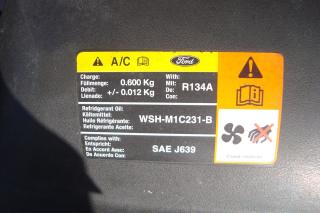 A/C
Ford
Charge:
Füllmenge: 0.600 Kg
Debit: +/- 0.012 Kg
Llenado:
With:
Mit: R134A
De:
Con:
Refridgerant Oil:
Kältemittel: WSH-M1C231-B
Huile Réfrigérante:
Refrigerante Aceite:
Complies with:
Entspricht: SAE J639
En Accord Avec:
De Acuerdo Con: